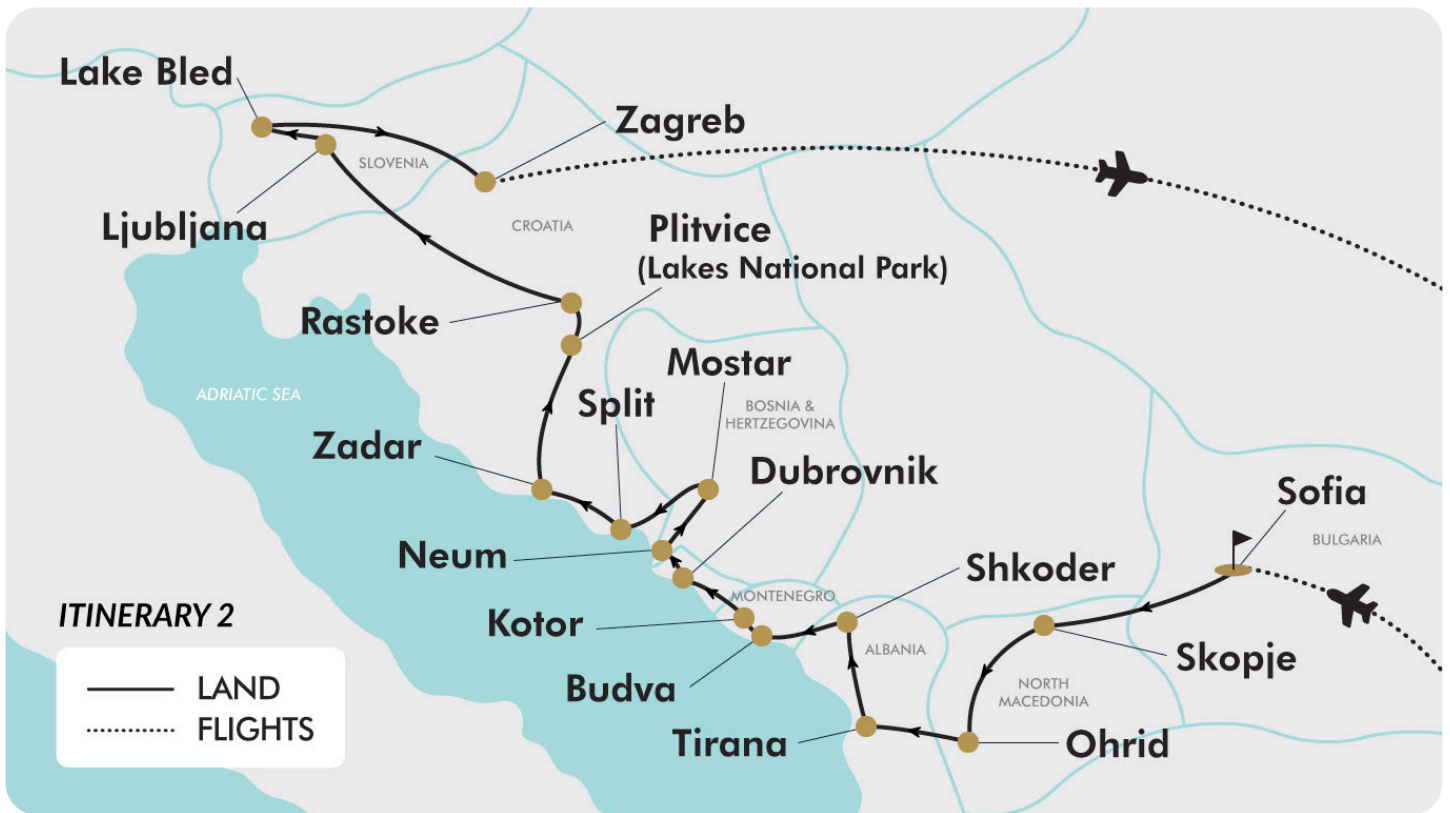 Lake Bled
Zagreb
SLOVENIA
Ljubljana
CROATIA
Plitvice
(Lakes National Park)
Rastoke
Mostar
ADRIATIC SEA
Split
BOSNIA &
HERTZEGOVINA
Zadar
Dubrovnik
Sofia
BULGARIA
Neum
Shkoder
MONTENEGRO
ITINERARY 2
Kotor
ALBANIA
Skopje
Budva
NORTH
MACEDONIA
LAND
FLIGHTS
Tirana
Ohrid